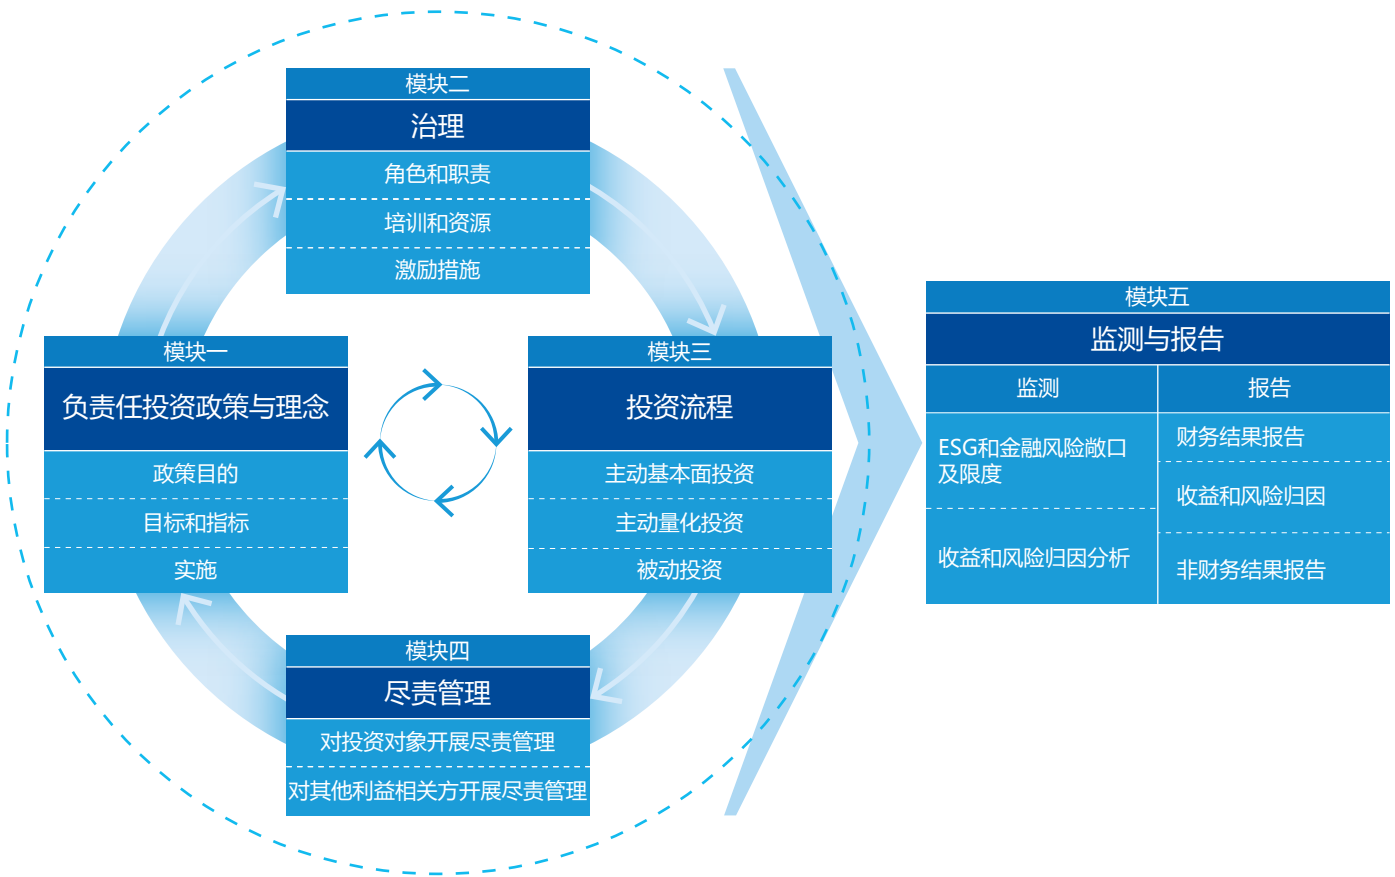 模块二
治理
角色和职责
培训和资源
激励措施
模块一
负责任投资政策与理念
政策目的
目标和指标
实施
模块三
投资流程
主动基本面投资
主动量化投资
被动投资
模块四
尽责管理
对投资对象开展尽责管理
对其他利益相关方开展尽责管理
模块五
监测与报告
监测
ESG和金融风险敞口
及限度
收益和风险归因分析
报告
财务结果报告
收益和风险归因
非财务结果报告